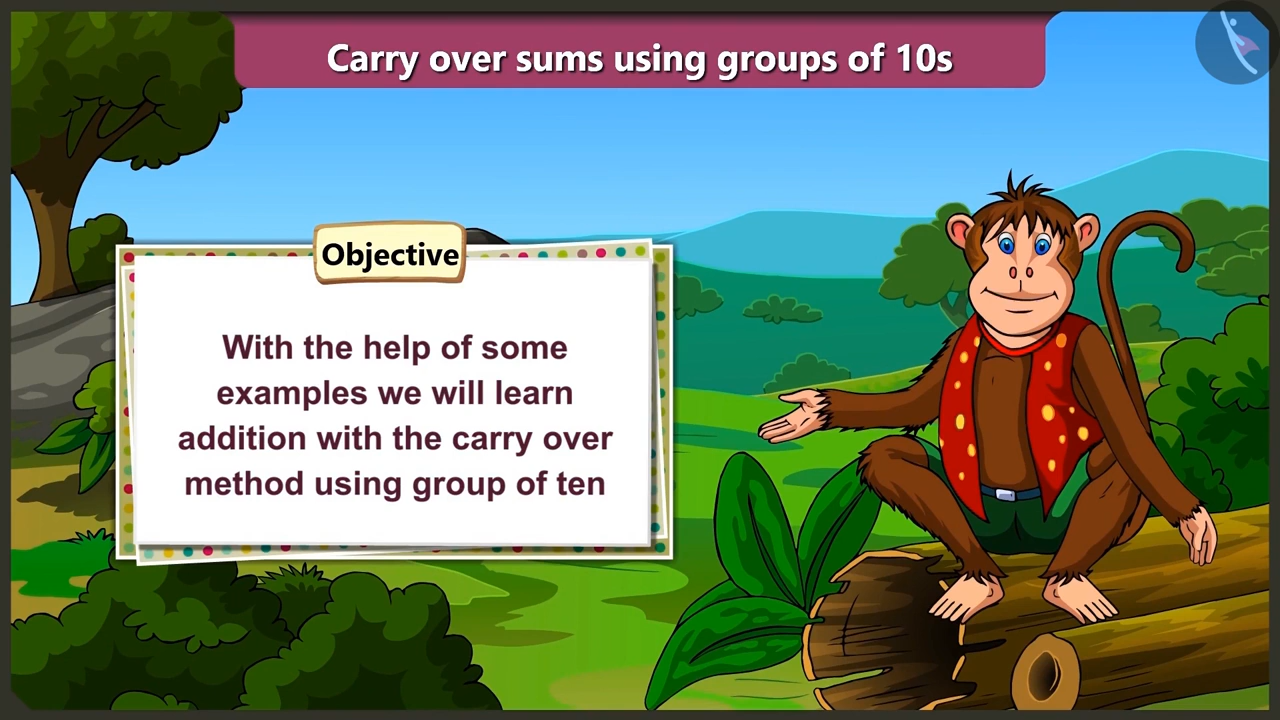 Carry over sums using groups of 10s
Objective
With the help of some
examples we will learn
addition with the carry over
method using group of ten